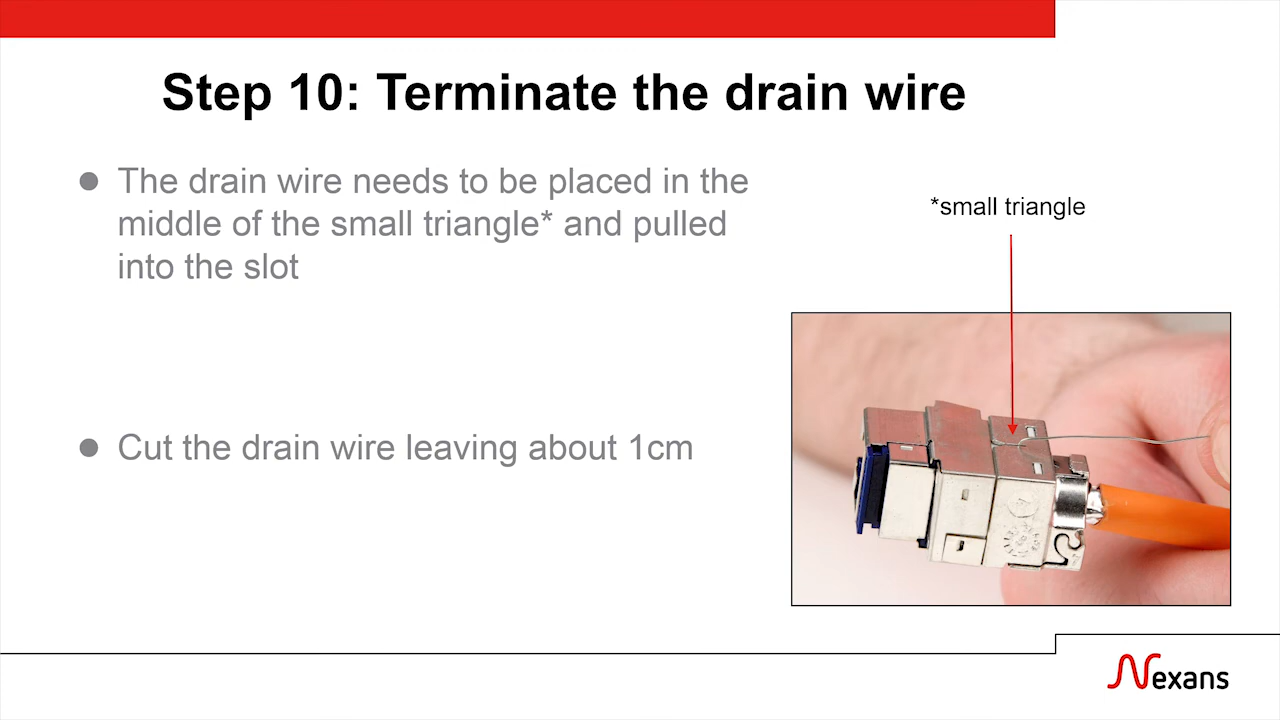 Step 10: Terminate the drain wire
● The drain wire needs to be placed in the
middle of the small triangle* and pulled
into the slot
*small triangle
● Cut the drain wire leaving about 1cm
Nexans